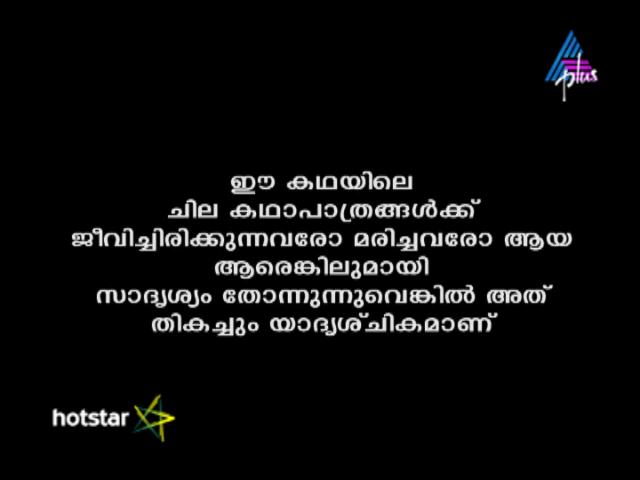 plus
ഈ കഥയിലെ
ചില കഥാപാത്രങ്ങൾക്ക്
ജീവിച്ചിരിക്കുന്നവരോ മരിച്ചവരോ ആയ
ആരെങ്കിലുമായി
സാദൃശ്യം തോന്നുന്നുവെങ്കിൽ അത്
തികച്ചും യാദൃശ്ചികമാണ്
hotstar